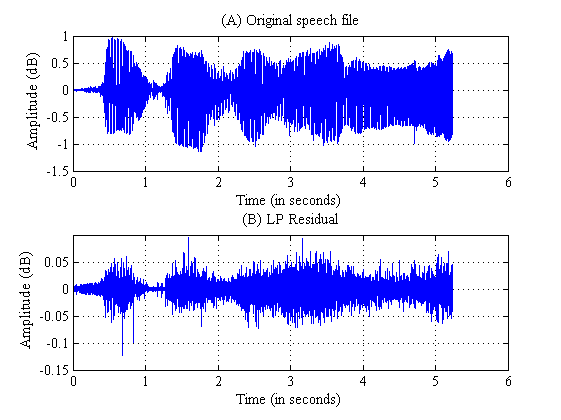 (A) Original speech file
1
0.5
0
-0.5
-1
-1.5
Amplitude (dB)
0 1 2 3 4 5 6
Time (in seconds)
(B) LP Residual
0.05
0
-0.05
-0.1
-0.15
Amplitude (dB)
0 1 2 3 4 5 6
Time (in seconds)